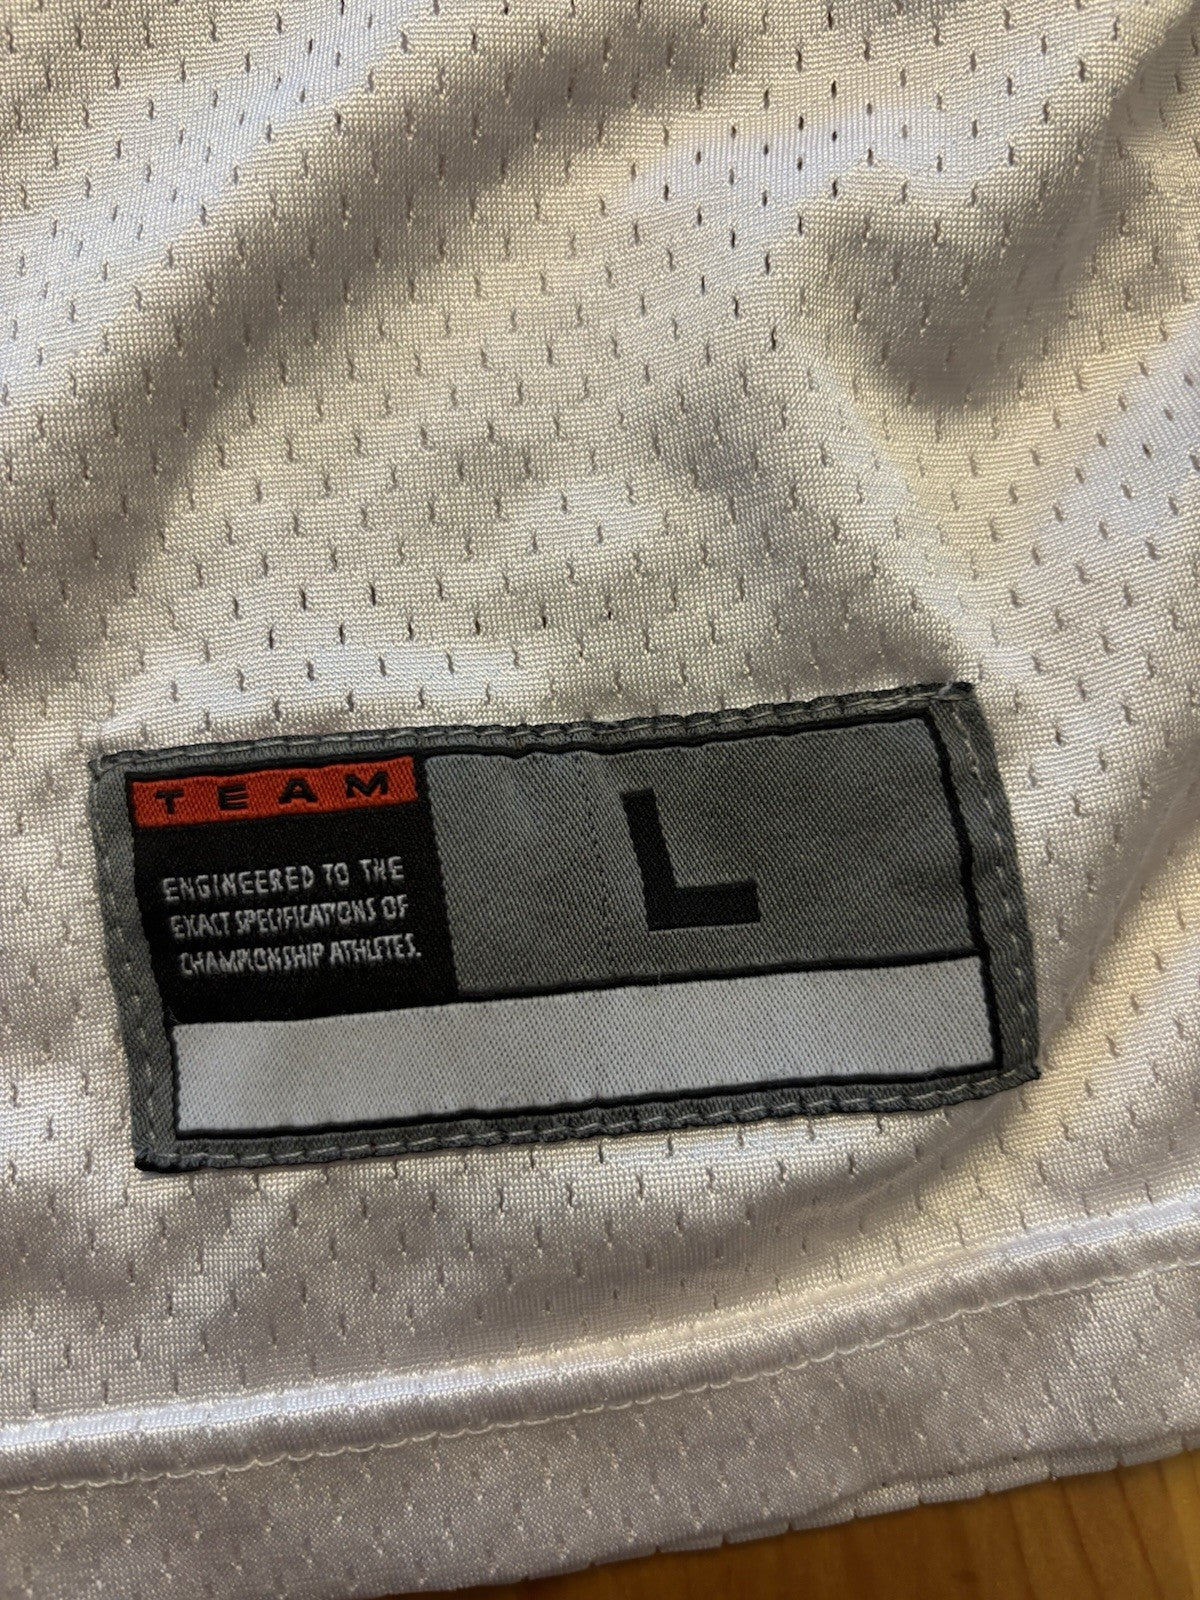 TEAM
ENGINEERED TO THE
EXACT SPECIFICATIONS OF
CHAMPIONSHIP ATHLETES.
L